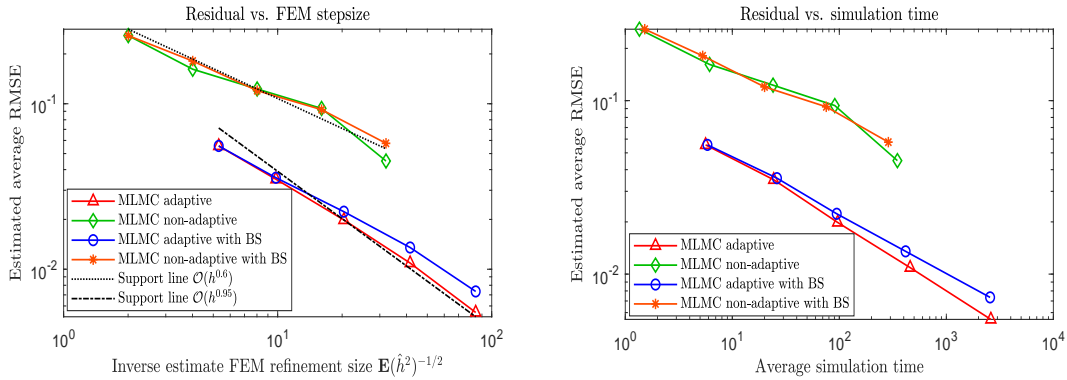 Residual vs. FEM stepsize
Estimated average RMSE
10^-1
10^-2
MLMC adaptive
MLMC non-adaptive
MLMC adaptive with BS
MLMC non-adaptive with BS
Support line 𝒪(h^0.6)
Support line 𝒪(h^0.95)
10^0 10^1 10^2
Inverse estimate FEM refinement size E(ĥ^2)^-1/2
Residual vs. simulation time
Estimated average RMSE
10^-1
10^-2
MLMC adaptive
MLMC non-adaptive
MLMC adaptive with BS
MLMC non-adaptive with BS
10^0 10^1 10^2 10^3 10^4
Average simulation time